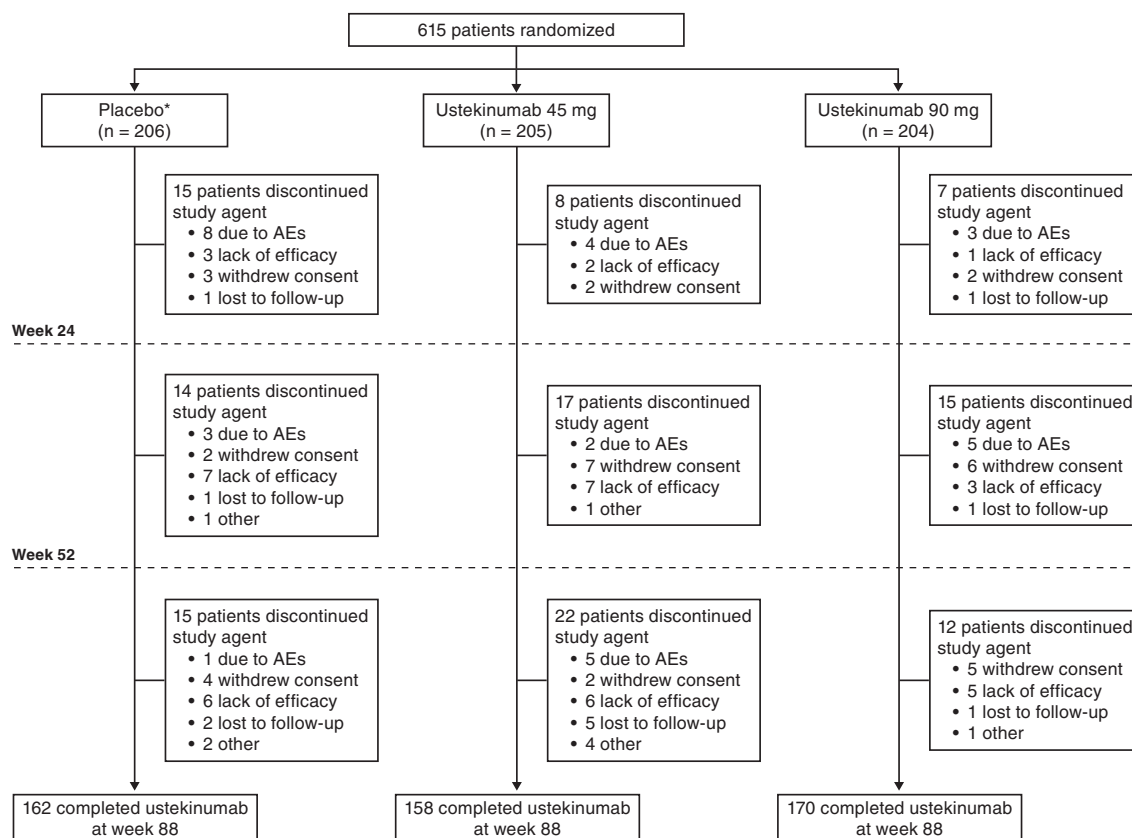 615 patients randomized
Placebo*
(n = 206)
Ustekinumab 45 mg
(n = 205)
Ustekinumab 90 mg
(n = 204)
15 patients discontinued
study agent
• 8 due to AEs
• 3 lack of efficacy
• 3 withdrew consent
• 1 lost to follow-up
8 patients discontinued
study agent
• 4 due to AEs
• 2 lack of efficacy
• 2 withdrew consent
7 patients discontinued
study agent
• 3 due to AEs
• 1 lack of efficacy
• 2 withdrew consent
• 1 lost to follow-up
Week 24
14 patients discontinued
study agent
• 3 due to AEs
• 2 withdrew consent
• 7 lack of efficacy
• 1 lost to follow-up
• 1 other
17 patients discontinued
study agent
• 2 due to AEs
• 7 withdrew consent
• 7 lack of efficacy
• 1 other
15 patients discontinued
study agent
• 5 due to AEs
• 6 withdrew consent
• 3 lack of efficacy
• 1 lost to follow-up
Week 52
15 patients discontinued
study agent
• 1 due to AEs
• 4 withdrew consent
• 6 lack of efficacy
• 2 lost to follow-up
• 2 other
22 patients discontinued
study agent
• 5 due to AEs
• 2 withdrew consent
• 6 lack of efficacy
• 5 lost to follow-up
• 4 other
12 patients discontinued
study agent
• 5 withdrew consent
• 5 lack of efficacy
• 1 lost to follow-up
• 1 other
162 completed ustekinumab
at week 88
158 completed ustekinumab
at week 88
170 completed ustekinumab
at week 88